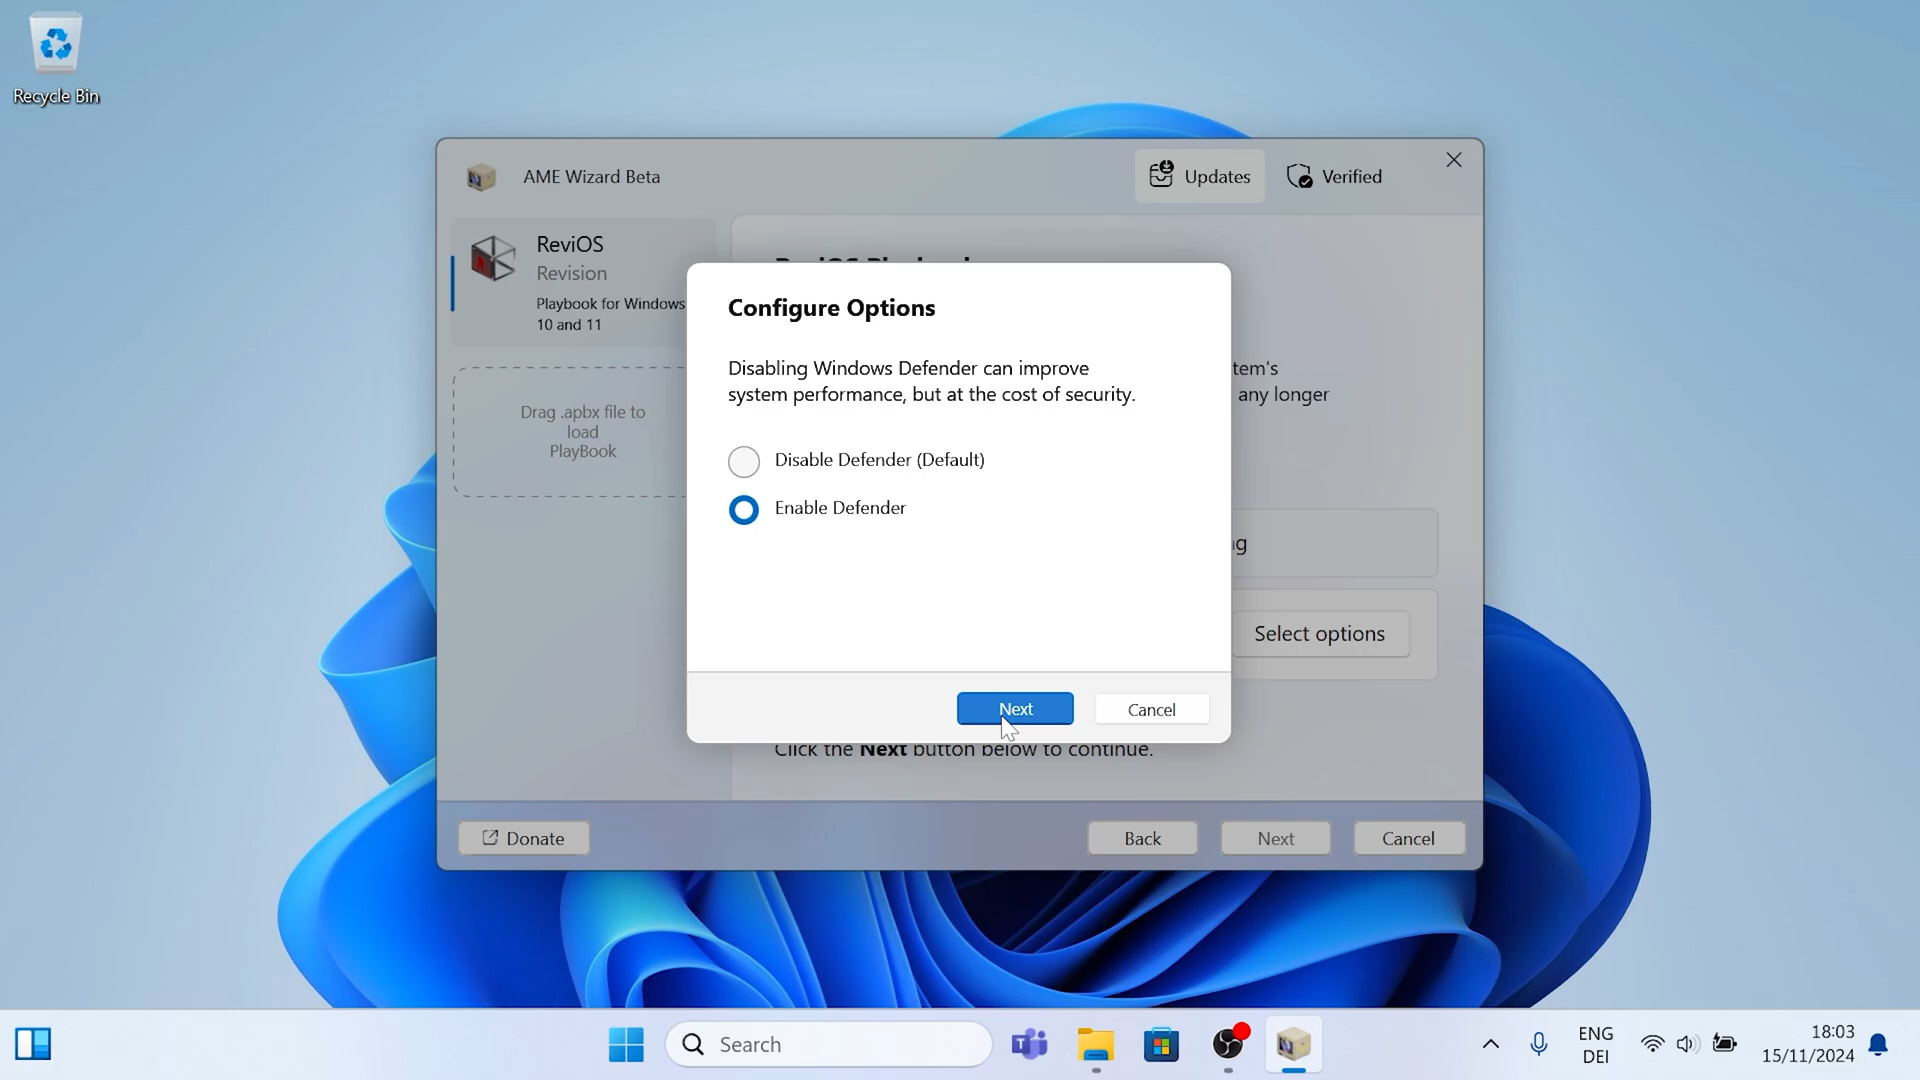 Recycle Bin
AME Wizard Beta
Updates
Verified
ReviOS
Revision
Playbook for Windows
10 and 11
Drag .apbx file to
load
PlayBook
Configure Options
Disabling Windows Defender can improve
system performance, but at the cost of security.
Disable Defender (Default)
Enable Defender
Next
Cancel
tem's
any longer
Select options
Click the Next button below to continue.
Donate
Back
Next
Cancel
Search
ENG
DEI
18:03
15/11/2024